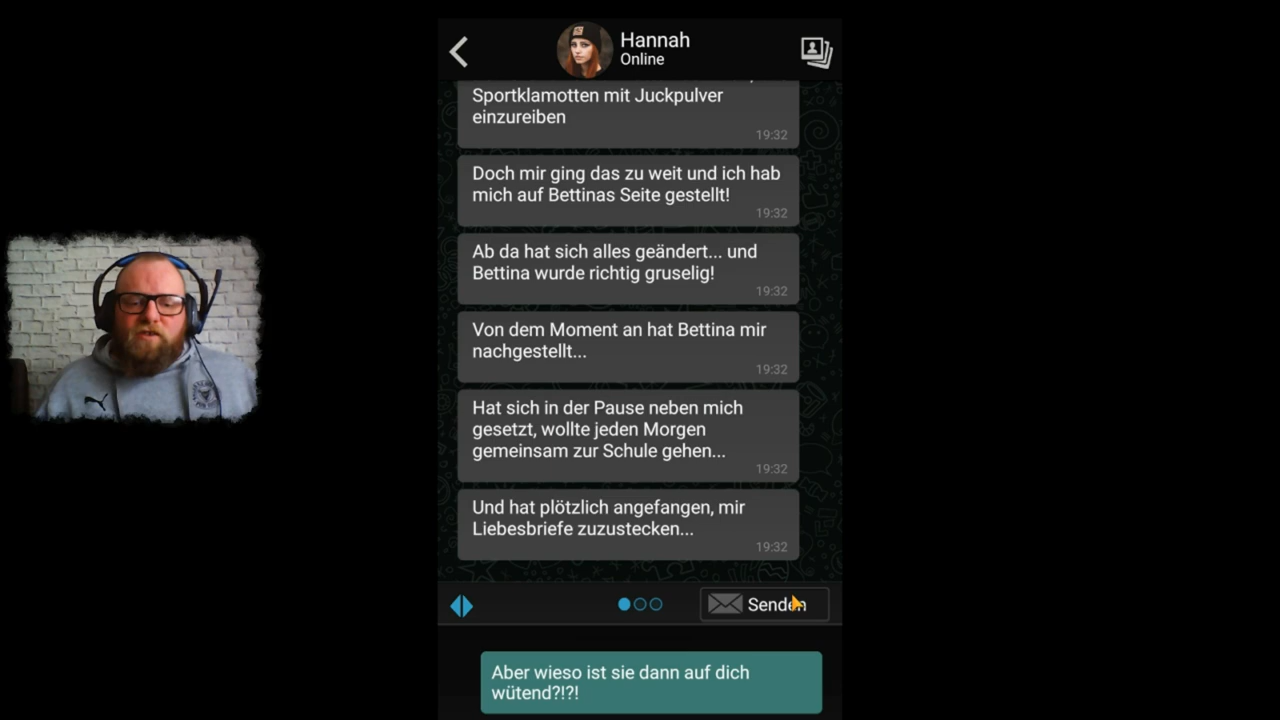 Hannah
Online
Sportklamotten mit Juckpulver
einzureiben
19:32
Doch mir ging das zu weit und ich hab
mich auf Bettinas Seite gestellt!
19:32
Ab da hat sich alles geändert... und
Bettina wurde richtig gruselig!
19:32
Von dem Moment an hat Bettina mir
nachgestellt...
19:32
Hat sich in der Pause neben mich
gesetzt, wollte jeden Morgen
gemeinsam zur Schule gehen...
19:32
Und hat plötzlich angefangen, mir
Liebesbriefe zuzustecken...
19:32
Senden
Aber wieso ist sie dann auf dich
wütend?!?!